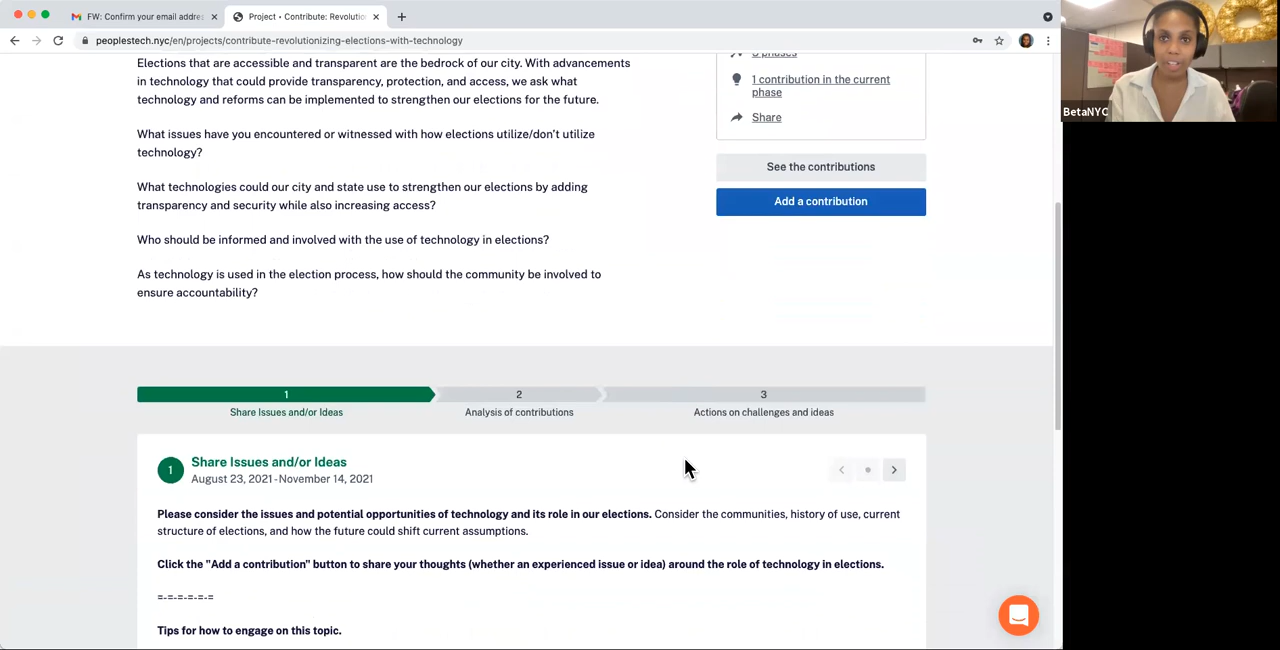 FW: Confirm your email addre
Project • Contribute: Revolutio
peoplestech.nyc/en/projects/contribute-revolutionizing-elections-with-technology
BetaNYC
Elections that are accessible and transparent are the bedrock of our city. With advancements
in technology that could provide transparency, protection, and access, we ask what
technology and reforms can be implemented to strengthen our elections for the future.
What issues have you encountered or witnessed with how elections utilize/don't utilize
technology?
What technologies could our city and state use to strengthen our elections by adding
transparency and security while also increasing access?
Who should be informed and involved with the use of technology in elections?
As technology is used in the election process, how should the community be involved to
ensure accountability?
phases
1 contribution in the current
phase
Share
See the contributions
Add a contribution
1
2
3
Share Issues and/or Ideas
Analysis of contributions
Actions on challenges and ideas
1
Share Issues and/or Ideas
August 23, 2021 - November 14, 2021
Please consider the issues and potential opportunities of technology and its role in our elections. Consider the communities, history of use, current
structure of elections, and how the future could shift current assumptions.
Click the "Add a contribution" button to share your thoughts (whether an experienced issue or idea) around the role of technology in elections.
=-=-=-=-=-=
Tips for how to engage on this topic.